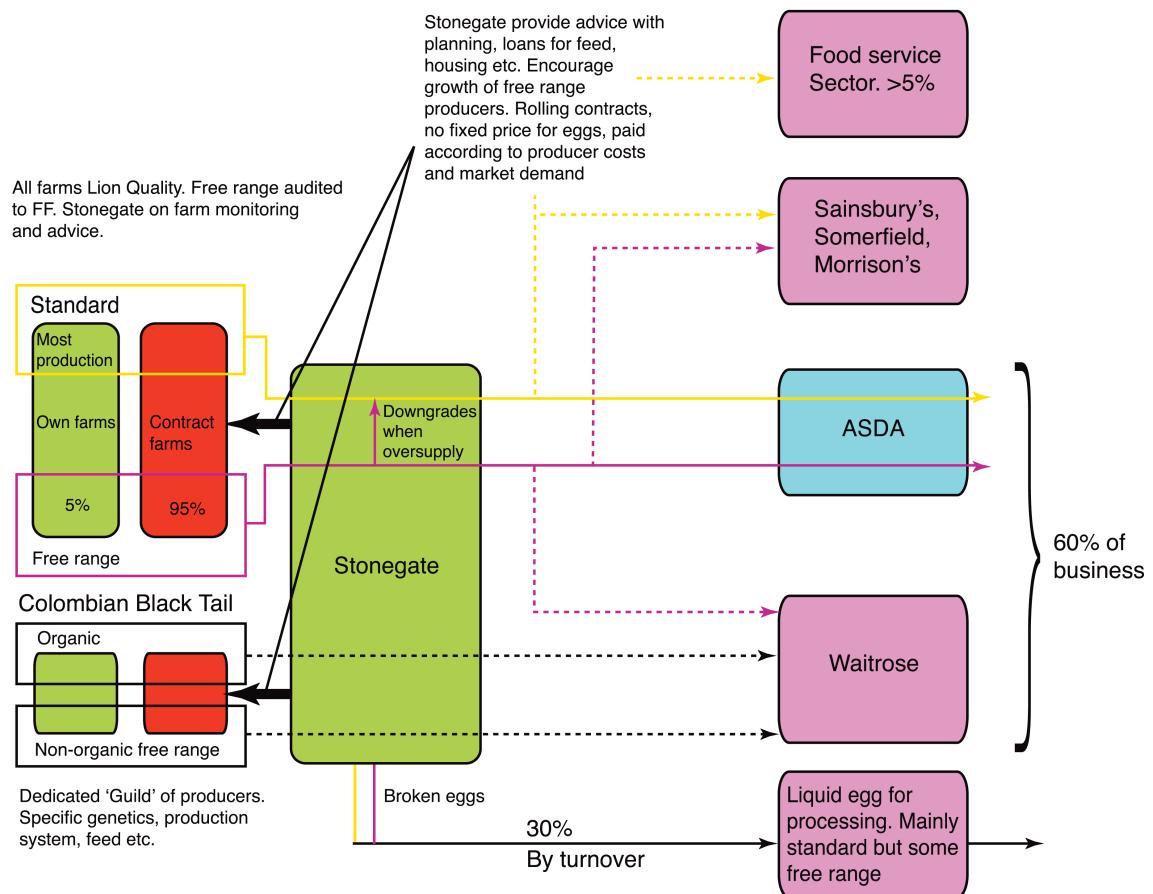 Stonegate provide advice with
planning, loans for feed,
housing etc. Encourage
growth of free range
producers. Rolling contracts,
no fixed price for eggs, paid
according to producer costs
and market demand
Food service
Sector. >5%
All farms Lion Quality. Free range audited
to FF. Stonegate on farm monitoring
and advice.
Sainsbury’s,
Somerfield,
Morrison’s
Standard
Most
production
Own farms
Contract
farms
5%
95%
Free range
Downgrades
when
oversupply
Stonegate
ASDA
60% of
business
Colombian Black Tail
Organic
Non-organic free range
Waitrose
Dedicated ‘Guild’ of producers.
Specific genetics, production
system, feed etc.
Broken eggs
30%
By turnover
Liquid egg for
processing. Mainly
standard but some
free range